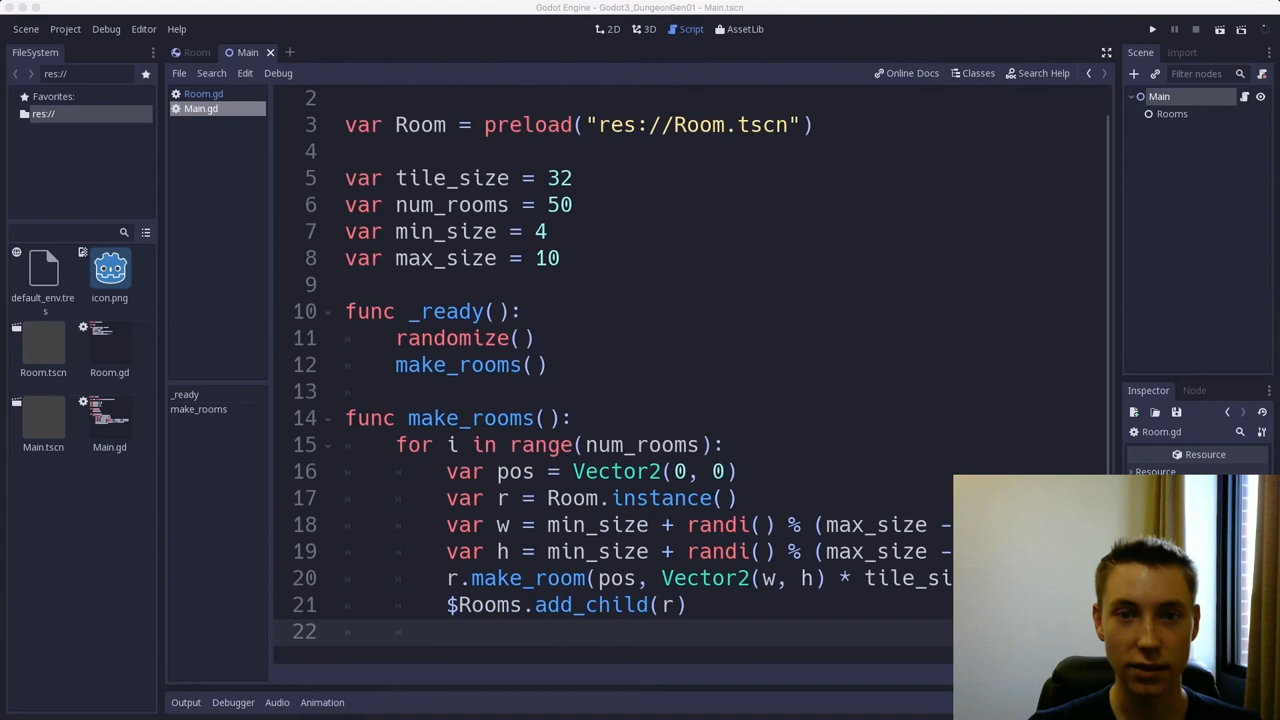 Godot Engine - Godot3_DungeonGen01 - Main.tscn
Scene Project Debug Editor Help
2D 3D Script AssetLib
FileSystem
res://
Favorites:
res://
default_env.tre
s
icon.png
Room.tscn
Room.gd
Main.tscn
Main.gd
Room Main
File Search Edit Debug
Online Docs Classes Search Help
Room.gd
Main.gd
_ready
make_rooms
2
3 var Room = preload("res://Room.tscn")
4
5 var tile_size = 32
6 var num_rooms = 50
7 var min_size = 4
8 var max_size = 10
9
10 func _ready():
11 randomize()
12 make_rooms()
13
14 func make_rooms():
15 for i in range(num_rooms):
16 var pos = Vector2(0, 0)
17 var r = Room.instance()
18 var w = min_size + randi() % (max_size -
19 var h = min_size + randi() % (max_size -
20 r.make_room(pos, Vector2(w, h) * tile_si
21 $Rooms.add_child(r)
22
Output Debugger Audio Animation
Scene Import
Filter nodes
Main
Rooms
Inspector Node
Room.gd
Resource
Resource